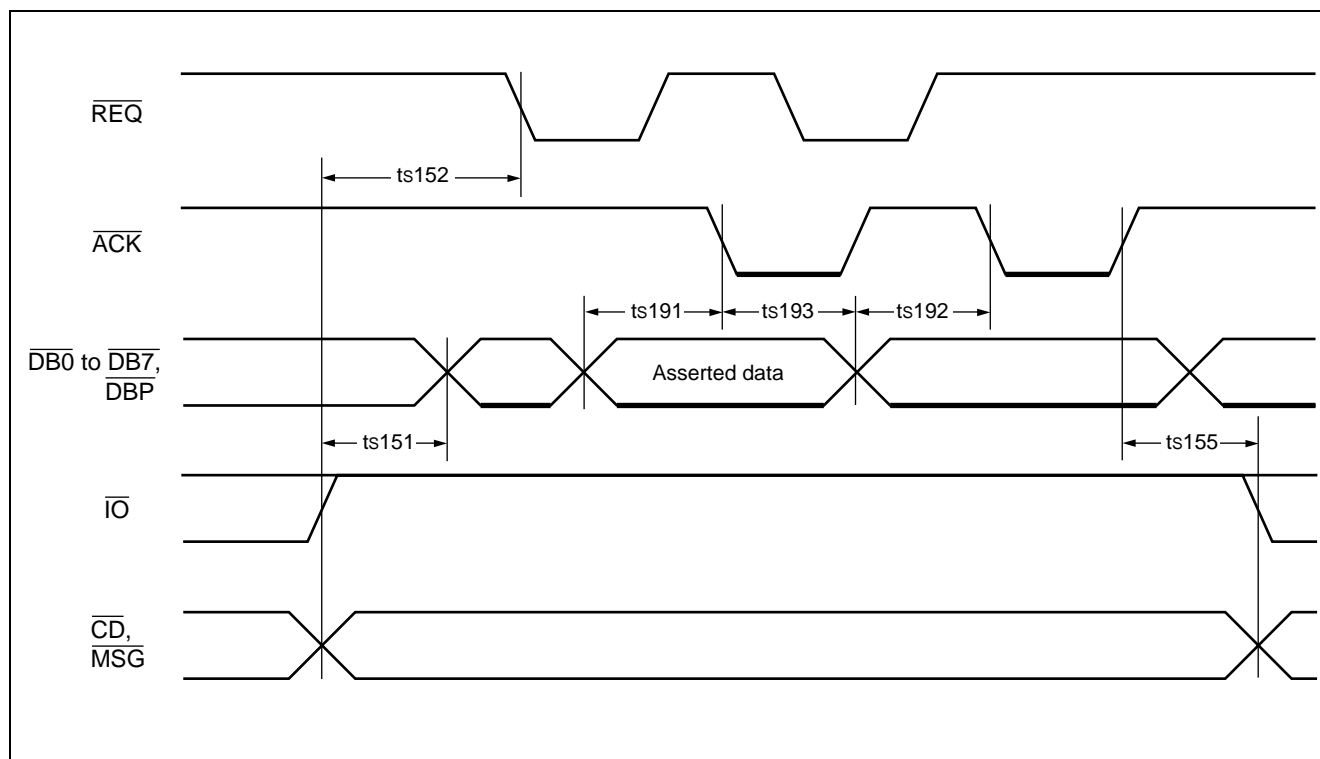 REQ
ts152
ACK
ts191
ts193
ts192
DB0 to DB7,
DBP
Asserted data
ts151
ts155
IO
CD,
MSG